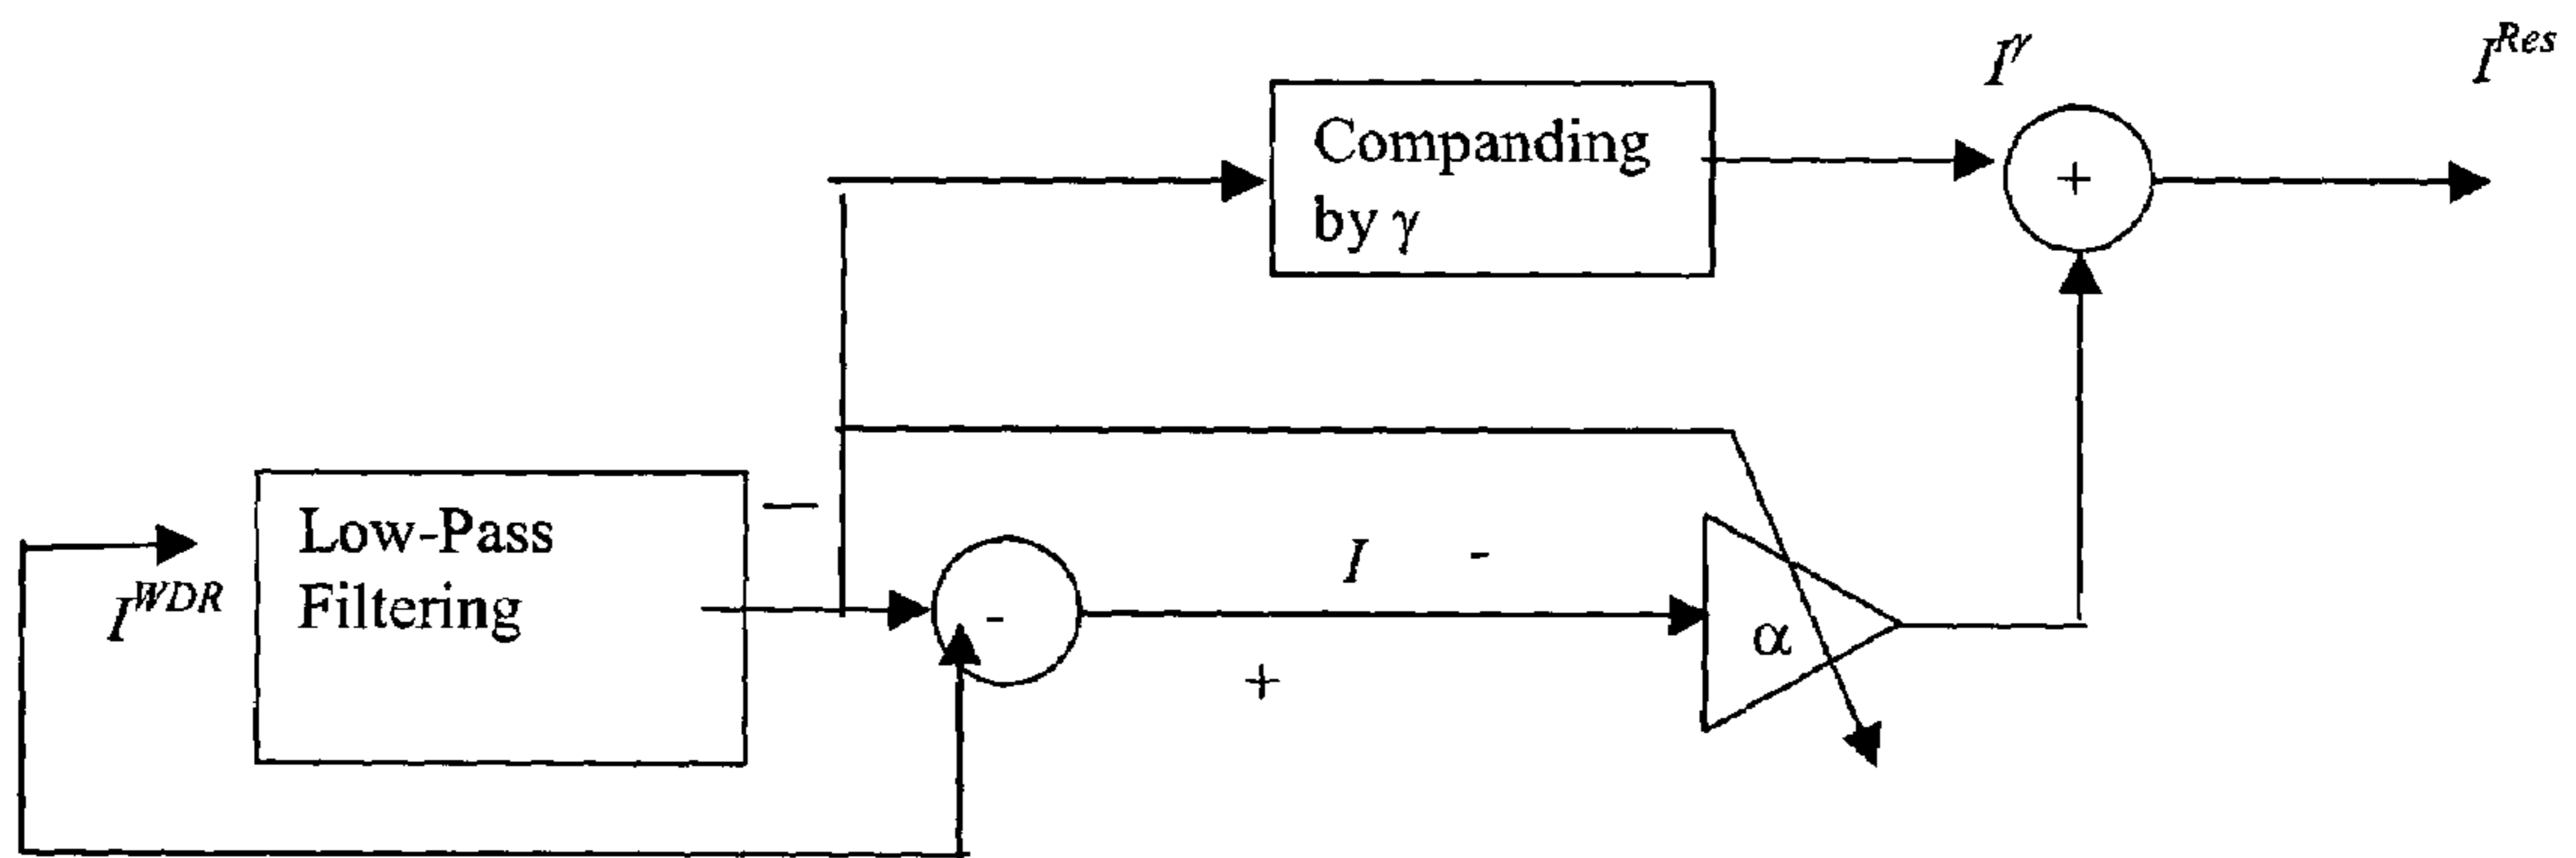 I^γ
I^Res
Companding
by γ
+
Low-Pass
Filtering
—
I^WDR
-
I -
+
α